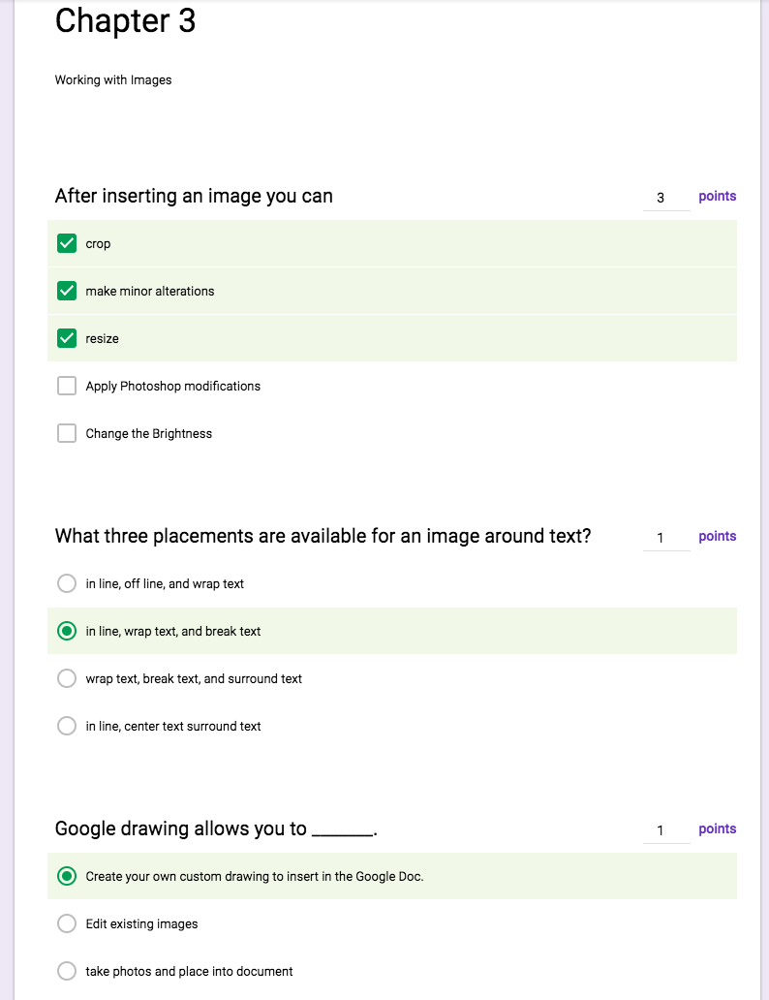 Chapter 3
Working with Images
After inserting an image you can 3 points
crop
make minor alterations
resize
Apply Photoshop modifications
Change the Brightness
What three placements are available for an image around text? 1 points
in line, off line, and wrap text
in line, wrap text, and break text
wrap text, break text, and surround text
in line, center text surround text
Google drawing allows you to _______. 1 points
Create your own custom drawing to insert in the Google Doc.
Edit existing images
take photos and place into document